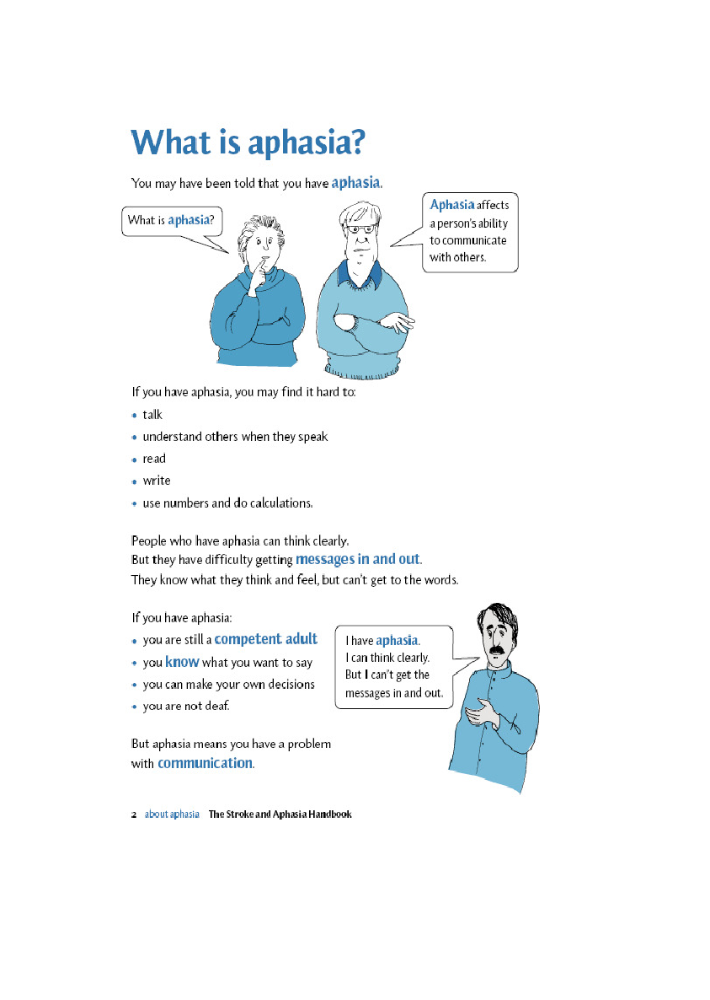 What is aphasia?
You may have been told that you have aphasia.
What is aphasia?
Aphasia affects
a person's ability
to communicate
with others.
If you have aphasia, you may find it hard to:
• talk
• understand others when they speak
• read
• write
• use numbers and do calculations.
People who have aphasia can think clearly.
But they have difficulty getting messages in and out.
They know what they think and feel, but can't get to the words.
If you have aphasia:
• you are still a competent adult
• you know what you want to say
• you can make your own decisions
• you are not deaf.
I have aphasia.
I can think clearly.
But I can't get the
messages in and out.
But aphasia means you have a problem
with communication.
2 about aphasia The Stroke and Aphasia Handbook